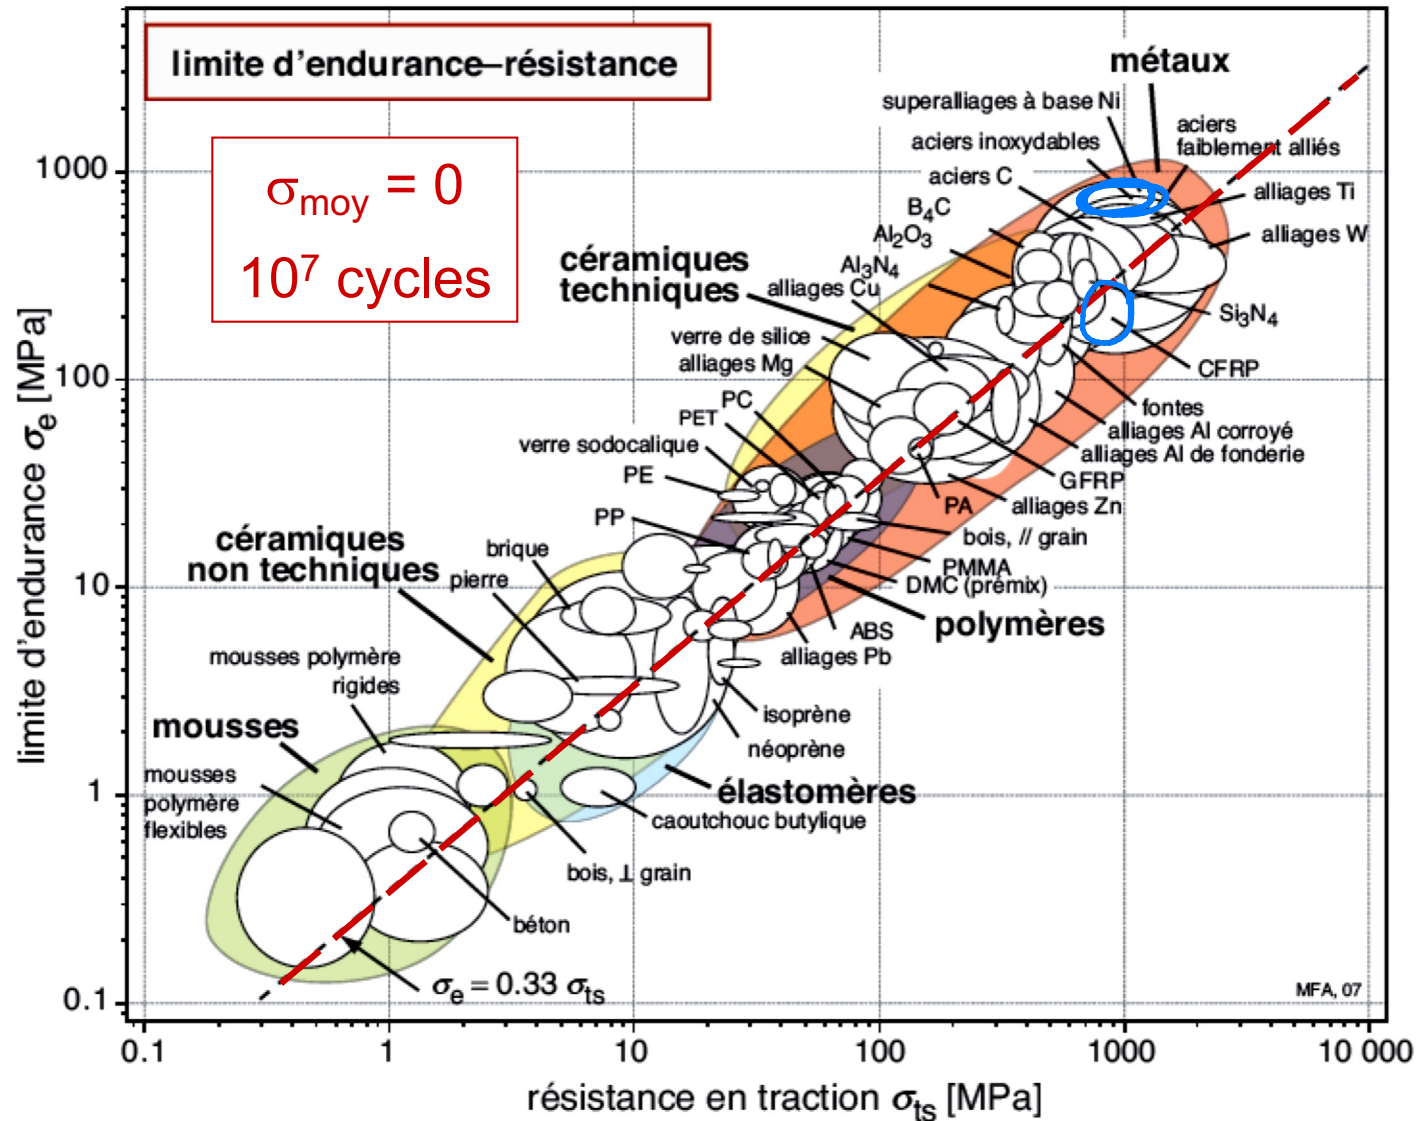 limite d'endurance–résistance
σmoy = 0
10⁷ cycles
métaux
superalliages à base Ni
aciers inoxydables
aciers
faiblement alliés
aciers C
alliages Ti
B₄C
alliages W
Al₂O₃
céramiques
techniques
Al₃N₄
alliages Cu
Si₃N₄
verre de silice
alliages Mg
CFRP
PC
PET
fontes
alliages Al corroyé
verre sodocalique
alliages Al de fonderie
PE
GFRP
PA
alliages Zn
PP
bois, // grain
céramiques
non techniques
brique
pierre
PMMA
DMC (prémix)
polymères
ABS
alliages Pb
mousses polymère
rigides
isoprène
mousses
néoprène
mousses
polymère
flexibles
élastomères
caoutchouc butylique
bois, ⊥ grain
béton
σe = 0.33 σts
MFA, 07
limite d'endurance σe [MPa]
1000
100
10
1
0.1
0.1 1 10 100 1000 10 000
résistance en traction σts [MPa]